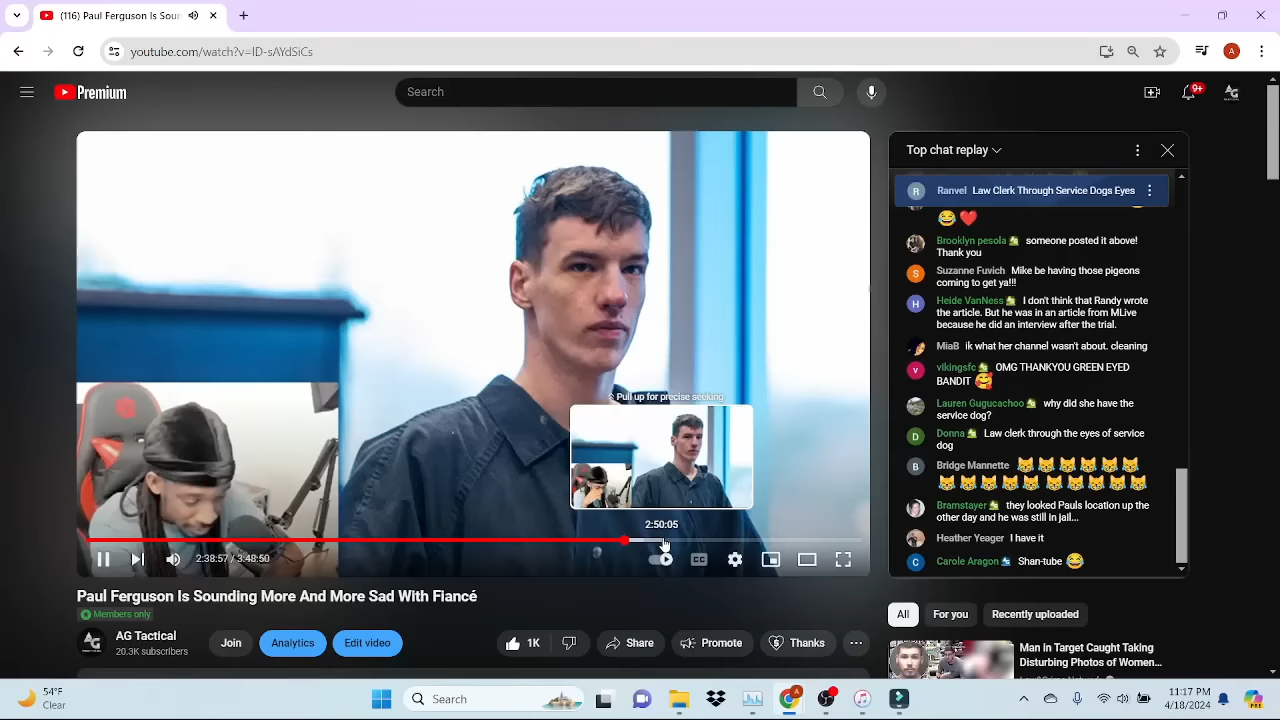 (116) Paul Ferguson Is Soun
youtube.com/watch?v=lD-sAYdSiCs
A
Premium
Search
9+
Top chat replay
R Ranvel Law Clerk Through Service Dogs Eyes
😂 ❤️
Brooklyn pesola someone posted it above!
Thank you
S Suzanne Fuvich Mike be having those pigeons
coming to get ya!!!
H Heide VanNess I don't think that Randy wrote
the article. But he was in an article from MLive
because he did an interview after the trial.
MiaB ik what her channel wasn't about. cleaning
v vikingsfc OMG THANKYOU GREEN EYED
BANDIT 🥰
Lauren Gugucachoo why did she have the
service dog?
D Donna Law clerk through the eyes of service
dog
B Bridge Mannette 😹😹😹😹😹😹
😹😹😹😹😹😹😹😹😹😹
Bramstayer they looked Pauls location up the
other day and he was still in jail...
Heather Yeager I have it
C Carole Aragon Shan-tube 😂
Pull up for precise seeking
2:50:05
2:38:57 / 3:48:50
CC
Paul Ferguson Is Sounding More And More Sad With Fiancé
Members only
AG Tactical
20.3K subscribers
Join
Analytics
Edit video
1K
Share
Promote
Thanks
All
For you
Recently uploaded
Man In Target Caught Taking
Disturbing Photos of Women...
54°F
Clear
Search
11:17 PM
4/18/2024